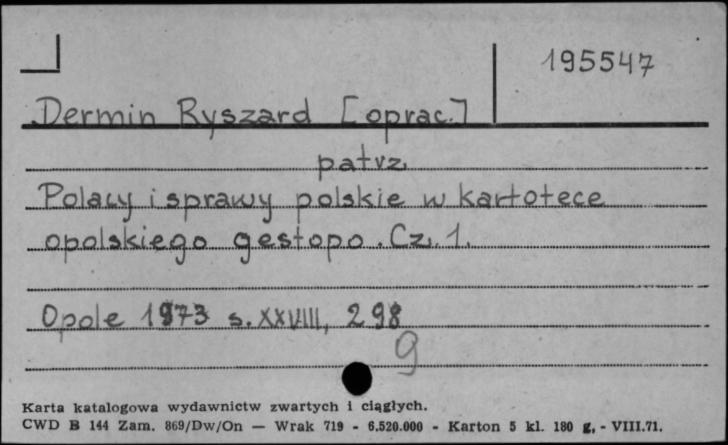 195547
Dermin Ryszard [oprac.]
patrz
Polacy i sprawy polskie w kartotece
opolskiego gestopo. Cz. 1.
Opole 1973 s. XXVIII, 298
9
Karta katalogowa wydawnictw zwartych i ciągłych.
CWD B 144 Zam. 869/Dw/On — Wrak 719 - 6.520.000 - Karton 5 kl. 180 g, - VIII.71.